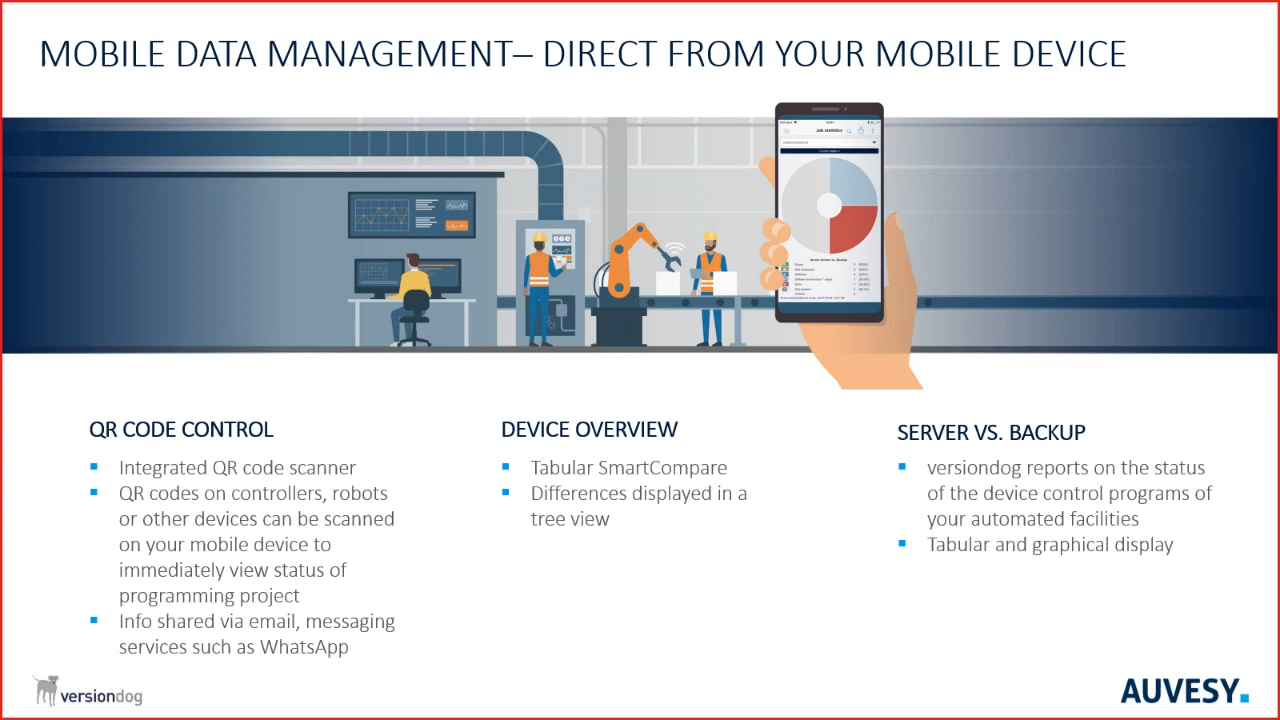 MOBILE DATA MANAGEMENT– DIRECT FROM YOUR MOBILE DEVICE
Job statistics
Server version vs. Backup
QR CODE CONTROL
▪ Integrated QR code scanner
▪ QR codes on controllers, robots
or other devices can be scanned
on your mobile device to
immediately view status of
programming project
▪ Info shared via email, messaging
services such as WhatsApp
DEVICE OVERVIEW
▪ Tabular SmartCompare
▪ Differences displayed in a
tree view
SERVER VS. BACKUP
▪ versiondog reports on the status
of the device control programs of
your automated facilities
▪ Tabular and graphical display
versiondog
AUVESY.